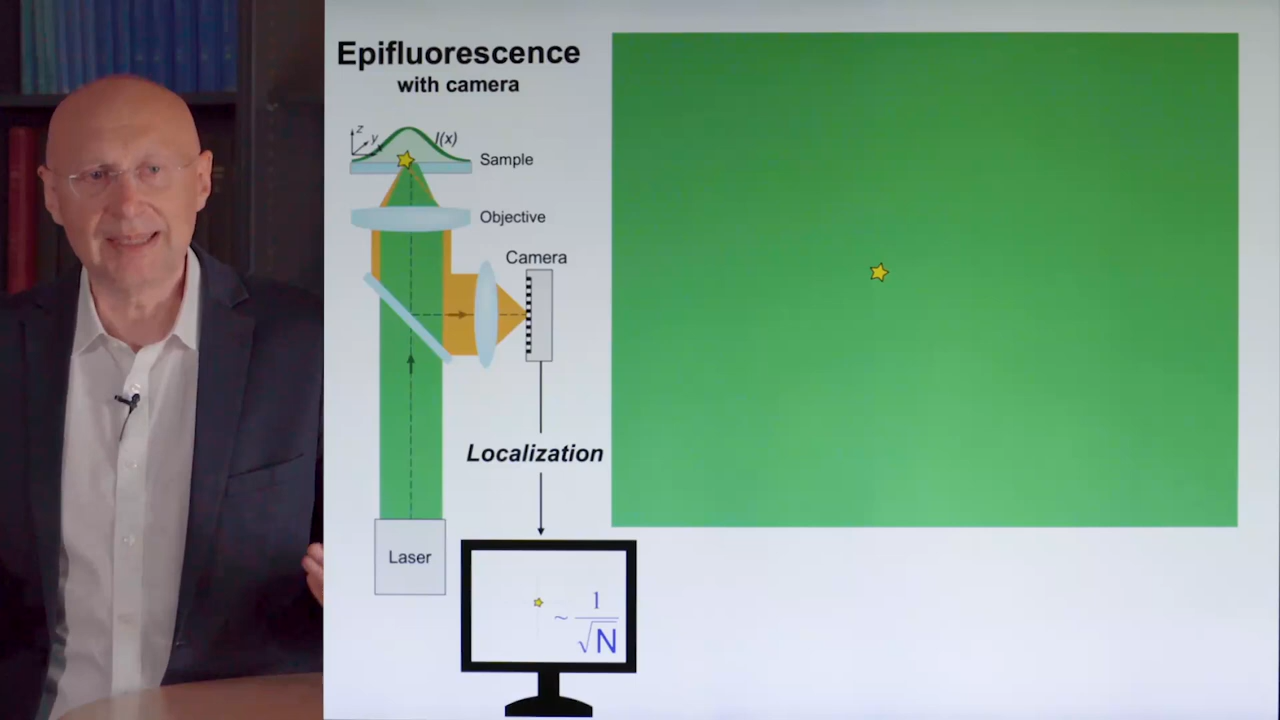 Epifluorescence
with camera
z
y
I(x)
Sample
Objective
Camera
Localization
Laser
~ 1
√N